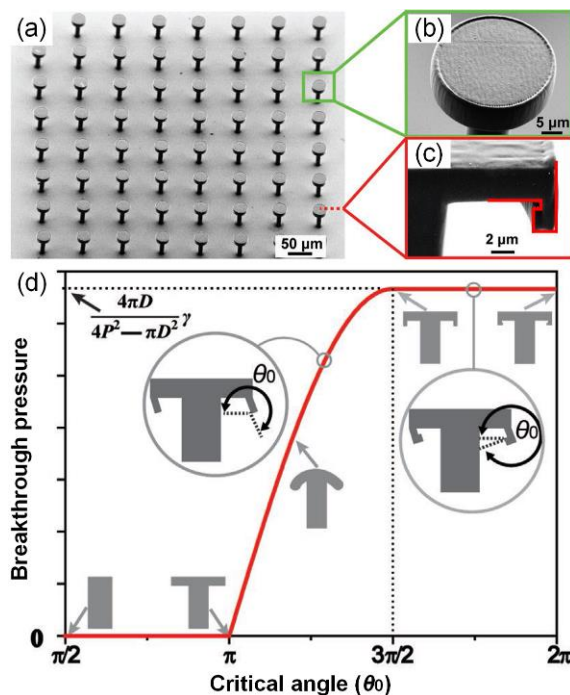 (a)
50 μm
(b)
5 μm
(c)
2 μm
(d)
4πD
4P² — πD² γ
θ₀
θ₀
Breakthrough pressure
0
π/2
π
3π/2
2π
Critical angle (θ₀)